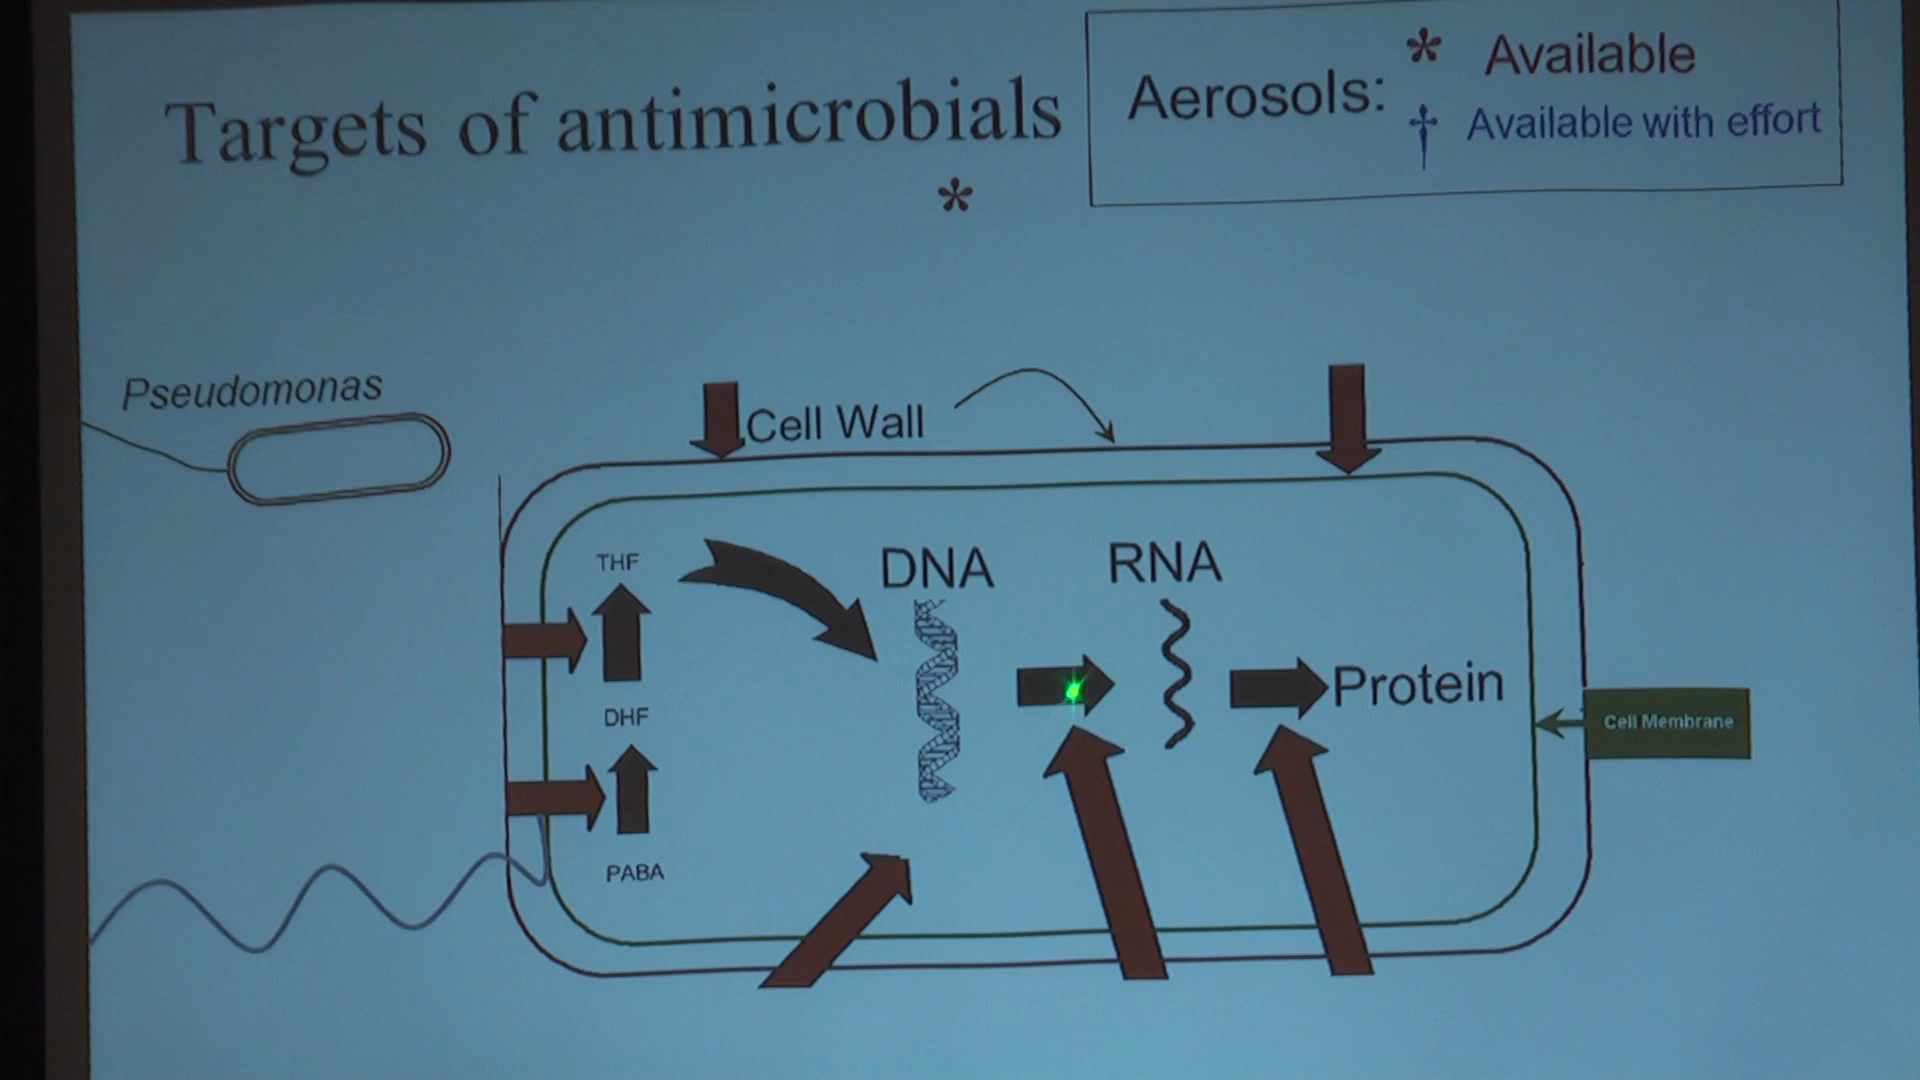 Targets of antimicrobials
*
Aerosols:
* Available
† Available with effort
Pseudomonas
Cell Wall
THF
DNA
RNA
DHF
Protein
Cell Membrane
PABA